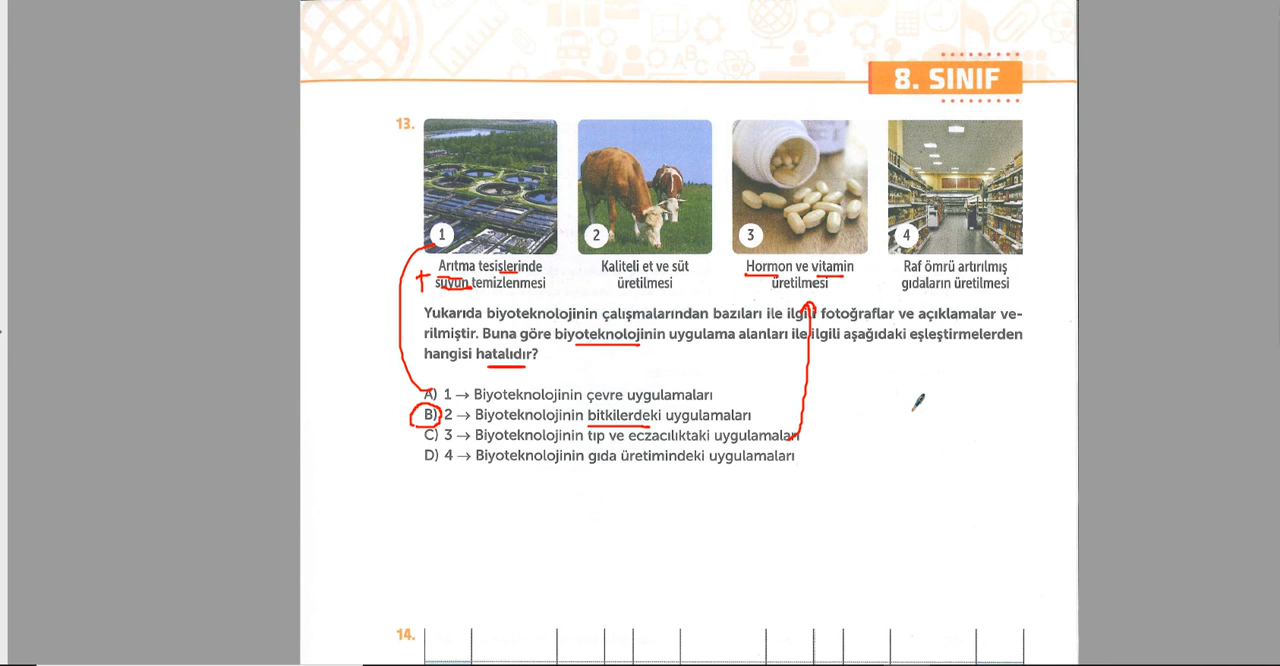 8. SINIF
13.
1
2
3
4
Arıtma tesislerinde
suyun temizlenmesi
Kaliteli et ve süt
üretilmesi
Hormon ve vitamin
üretilmesi
Raf ömrü artırılmış
gıdaların üretilmesi
Yukarıda biyoteknolojinin çalışmalarından bazıları ile ilgili fotoğraflar ve açıklamalar ve-
rilmiştir. Buna göre biyoteknolojinin uygulama alanları ile ilgili aşağıdaki eşleştirmelerden
hangisi hatalıdır?
A) 1 → Biyoteknolojinin çevre uygulamaları
B) 2 → Biyoteknolojinin bitkilerdeki uygulamaları
C) 3 → Biyoteknolojinin tıp ve eczacılıktaki uygulamaları
D) 4 → Biyoteknolojinin gıda üretimindeki uygulamaları
14.